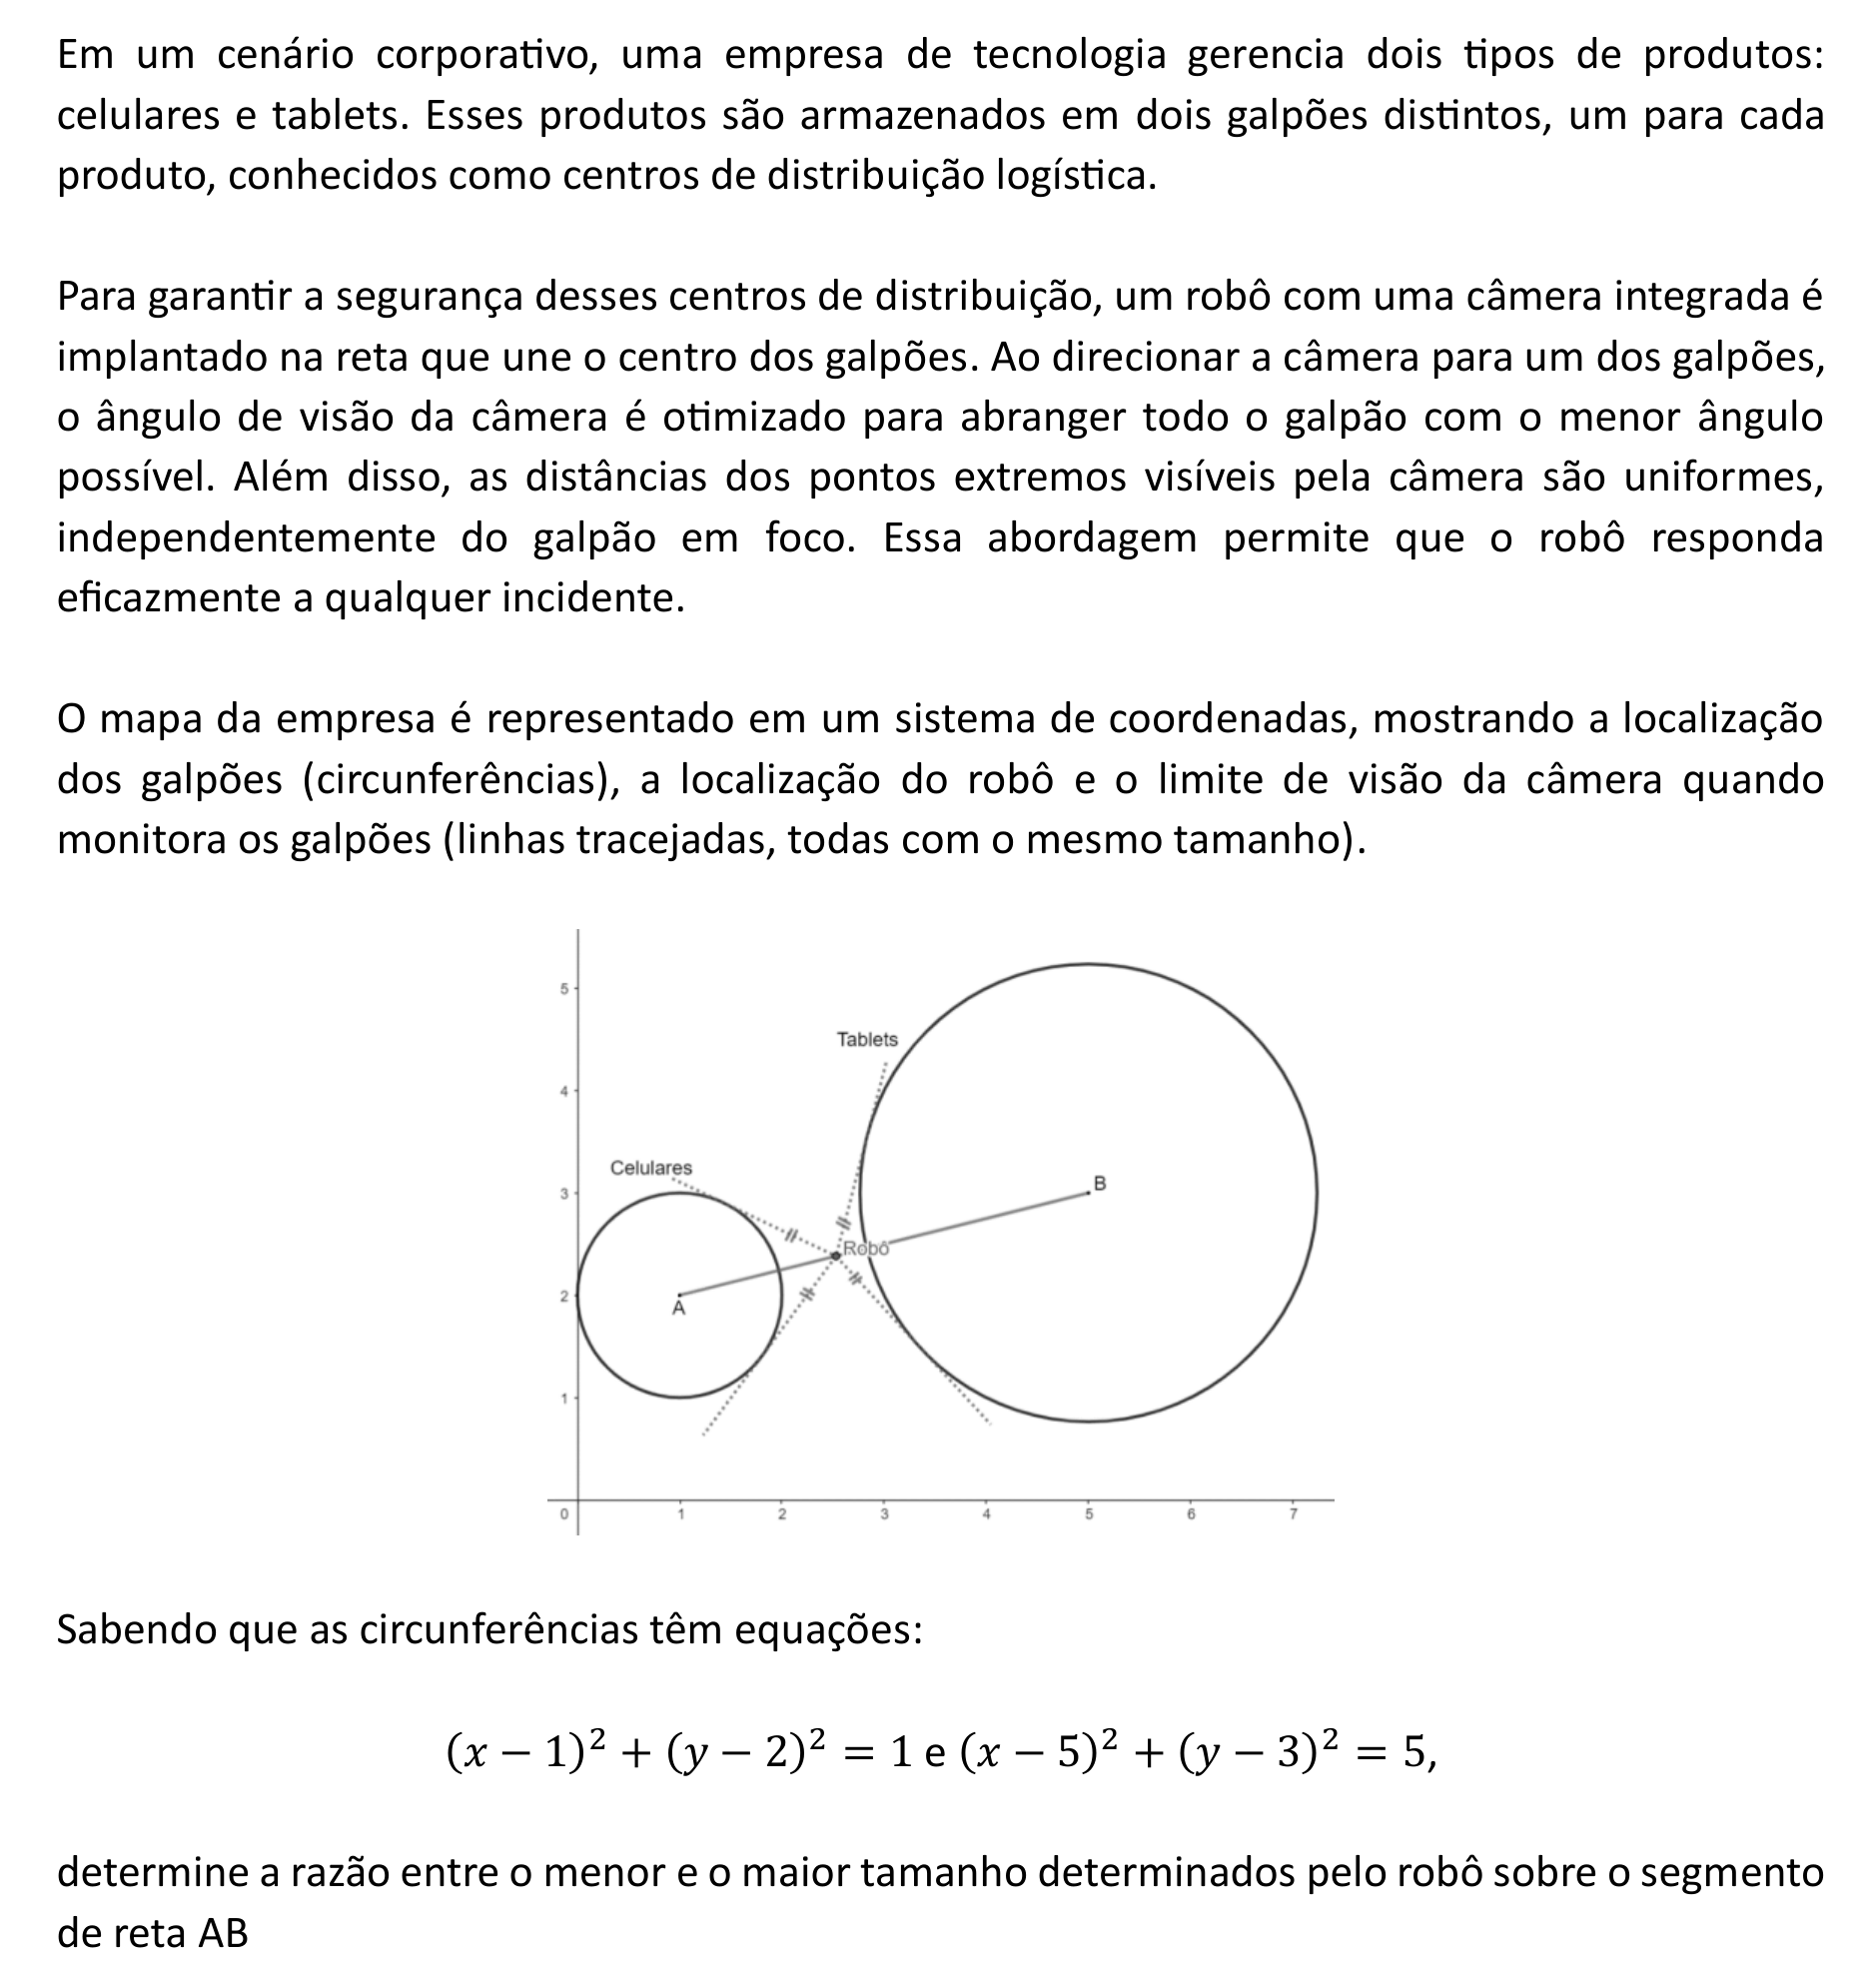 Em um cenário corporativo, uma empresa de tecnologia gerencia dois tipos de produtos:
celulares e tablets. Esses produtos são armazenados em dois galpões distintos, um para cada
produto, conhecidos como centros de distribuição logística.
Para garantir a segurança desses centros de distribuição, um robô com uma câmera integrada é
implantado na reta que une o centro dos galpões. Ao direcionar a câmera para um dos galpões,
o ângulo de visão da câmera é otimizado para abranger todo o galpão com o menor ângulo
possível. Além disso, as distâncias dos pontos extremos visíveis pela câmera são uniformes,
independentemente do galpão em foco. Essa abordagem permite que o robô responda
eficazmente a qualquer incidente.
O mapa da empresa é representado em um sistema de coordenadas, mostrando a localização
dos galpões (circunferências), a localização do robô e o limite de visão da câmera quando
monitora os galpões (linhas tracejadas, todas com o mesmo tamanho).
5
Tablets
4
Celulares
3
B
Robô
2
A
1
0 1 2 3 4 5 6 7
Sabendo que as circunferências têm equações:
(x − 1)² + (y − 2)² = 1 e (x − 5)² + (y − 3)² = 5,
determine a razão entre o menor e o maior tamanho determinados pelo robô sobre o segmento
de reta AB